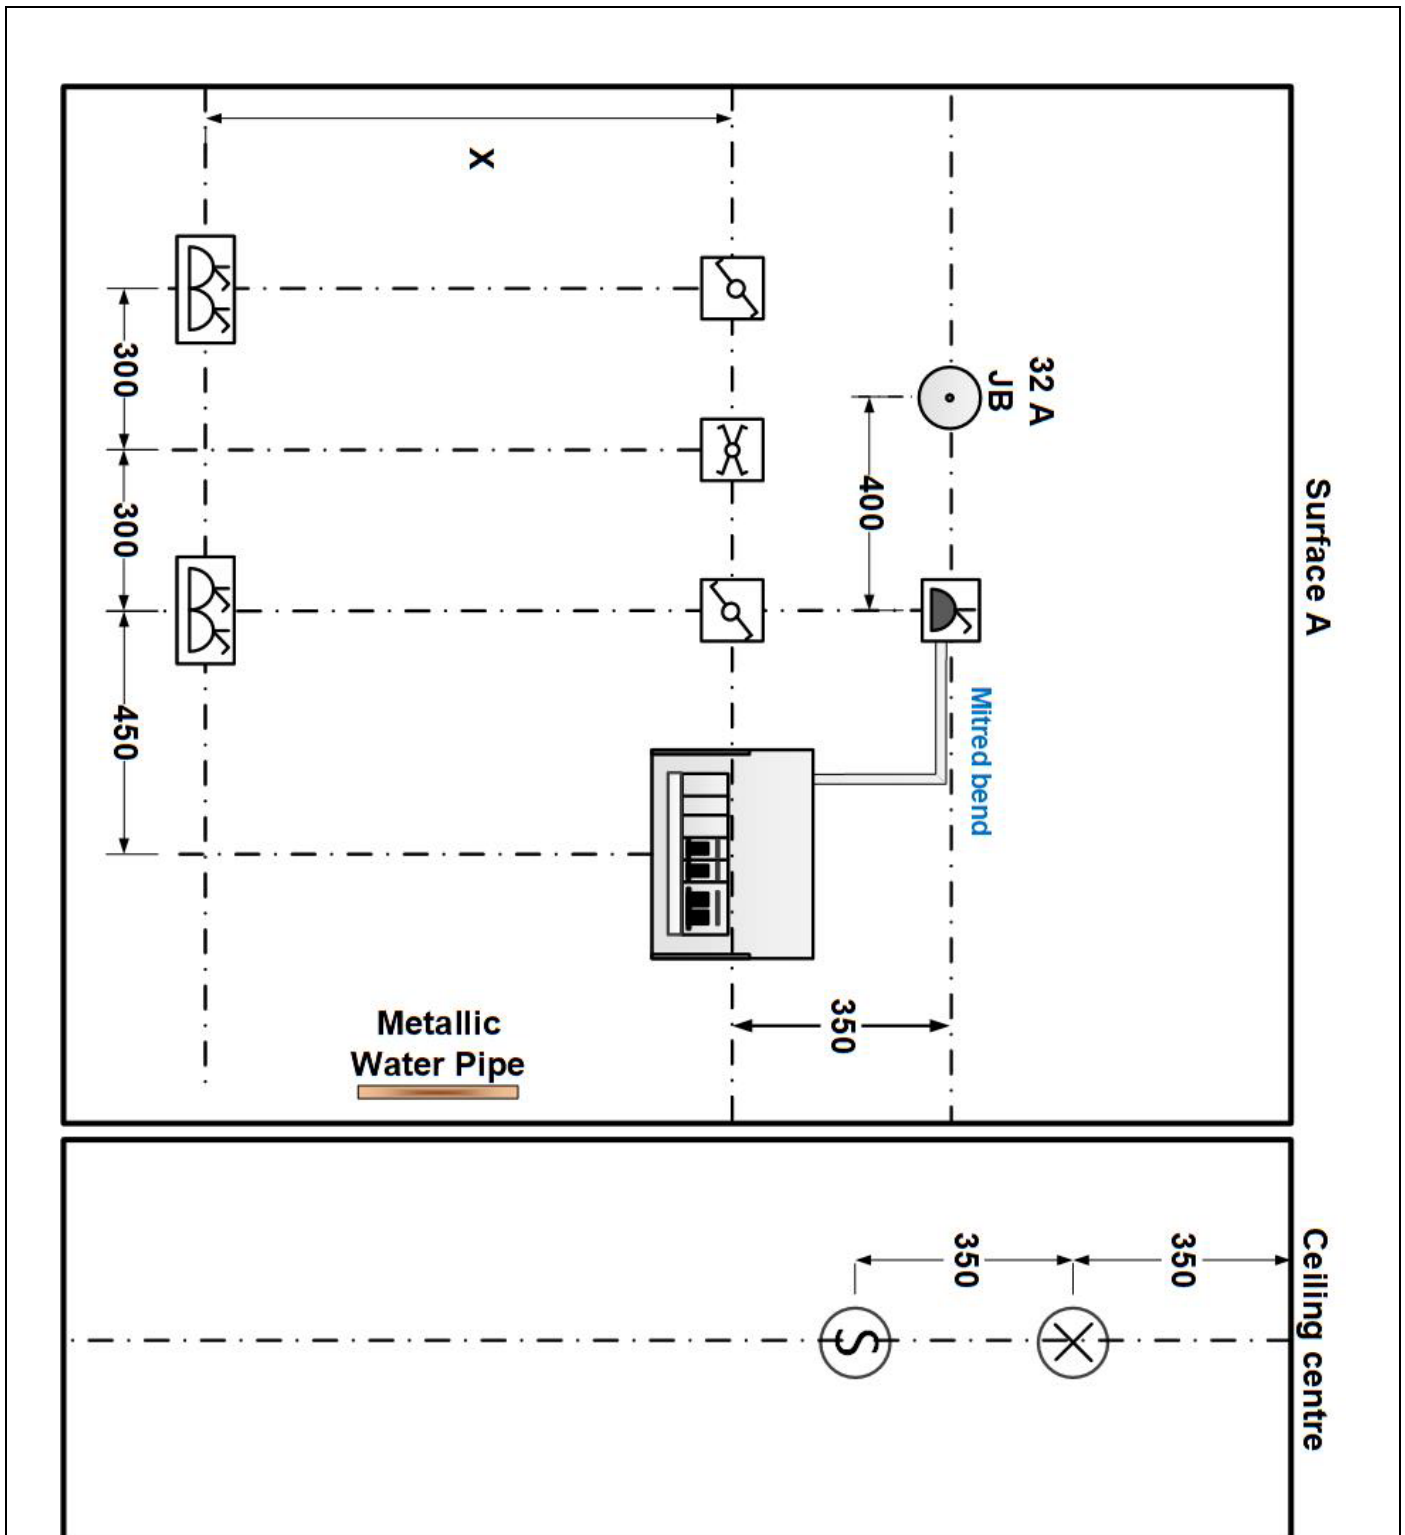 Surface A
32 A
JB
400
Mitred bend
X
350
300
300
450
Metallic
Water Pipe
Ceiling centre
350
350
S